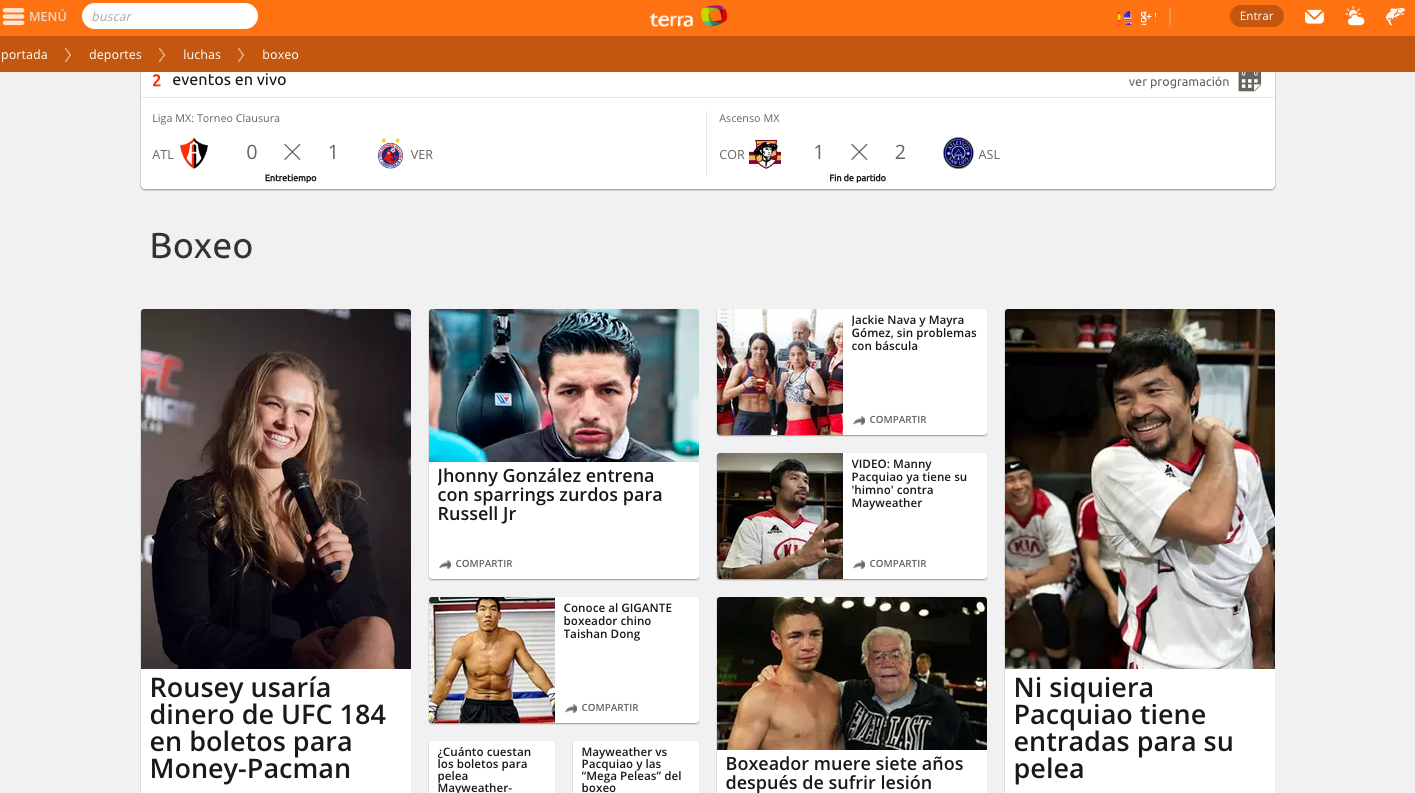 MENÚ
buscar
terra
Entrar
portada
deportes
luchas
boxeo
2 eventos en vivo
ver programación
Liga MX: Torneo Clausura
ATL 0 1 VER
Entretiempo
Ascenso MX
COR 1 2 ASL
Fin de partido
Boxeo
Rousey usaría
dinero de UFC 184
en boletos para
Money-Pacman
Jhonny González entrena
con sparrings zurdos para
Russell Jr
COMPARTIR
Conoce al GIGANTE
boxeador chino
Taishan Dong
COMPARTIR
¿Cuánto cuestan
los boletos para
pelea
Mayweather-
Mayweather vs
Pacquiao y las
“Mega Peleas” del
boxeo
Jackie Nava y Mayra
Gómez, sin problemas
con báscula
COMPARTIR
VIDEO: Manny
Pacquiao ya tiene su
'himno' contra
Mayweather
KIA
COMPARTIR
EVERLAST
Boxeador muere siete años
después de sufrir lesión
KIA
Ni siquiera
Pacquiao tiene
entradas para su
pelea